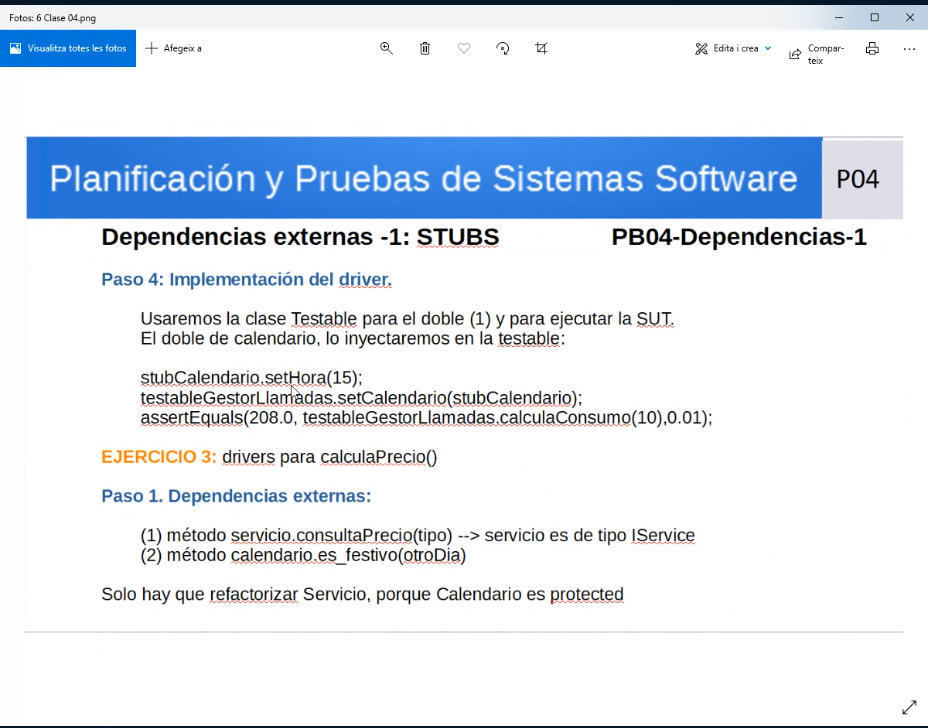 Fotos: 6 Clase 04.png
Visualitza totes les fotos
Afegeix a
Edita i crea
Compar-
teix
Planificación y Pruebas de Sistemas Software
P04
Dependencias externas -1: STUBS PB04-Dependencias-1
Paso 4: Implementación del driver.
Usaremos la clase Testable para el doble (1) y para ejecutar la SUT.
El doble de calendario, lo inyectaremos en la testable:
stubCalendario.setHora(15);
testableGestorLlamadas.setCalendario(stubCalendario);
assertEquals(208.0, testableGestorLlamadas.calculaConsumo(10),0.01);
EJERCICIO 3: drivers para calculaPrecio()
Paso 1. Dependencias externas:
(1) método servicio.consultaPrecio(tipo) --> servicio es de tipo IService
(2) método calendario.es_festivo(otroDia)
Solo hay que refactorizar Servicio, porque Calendario es protected